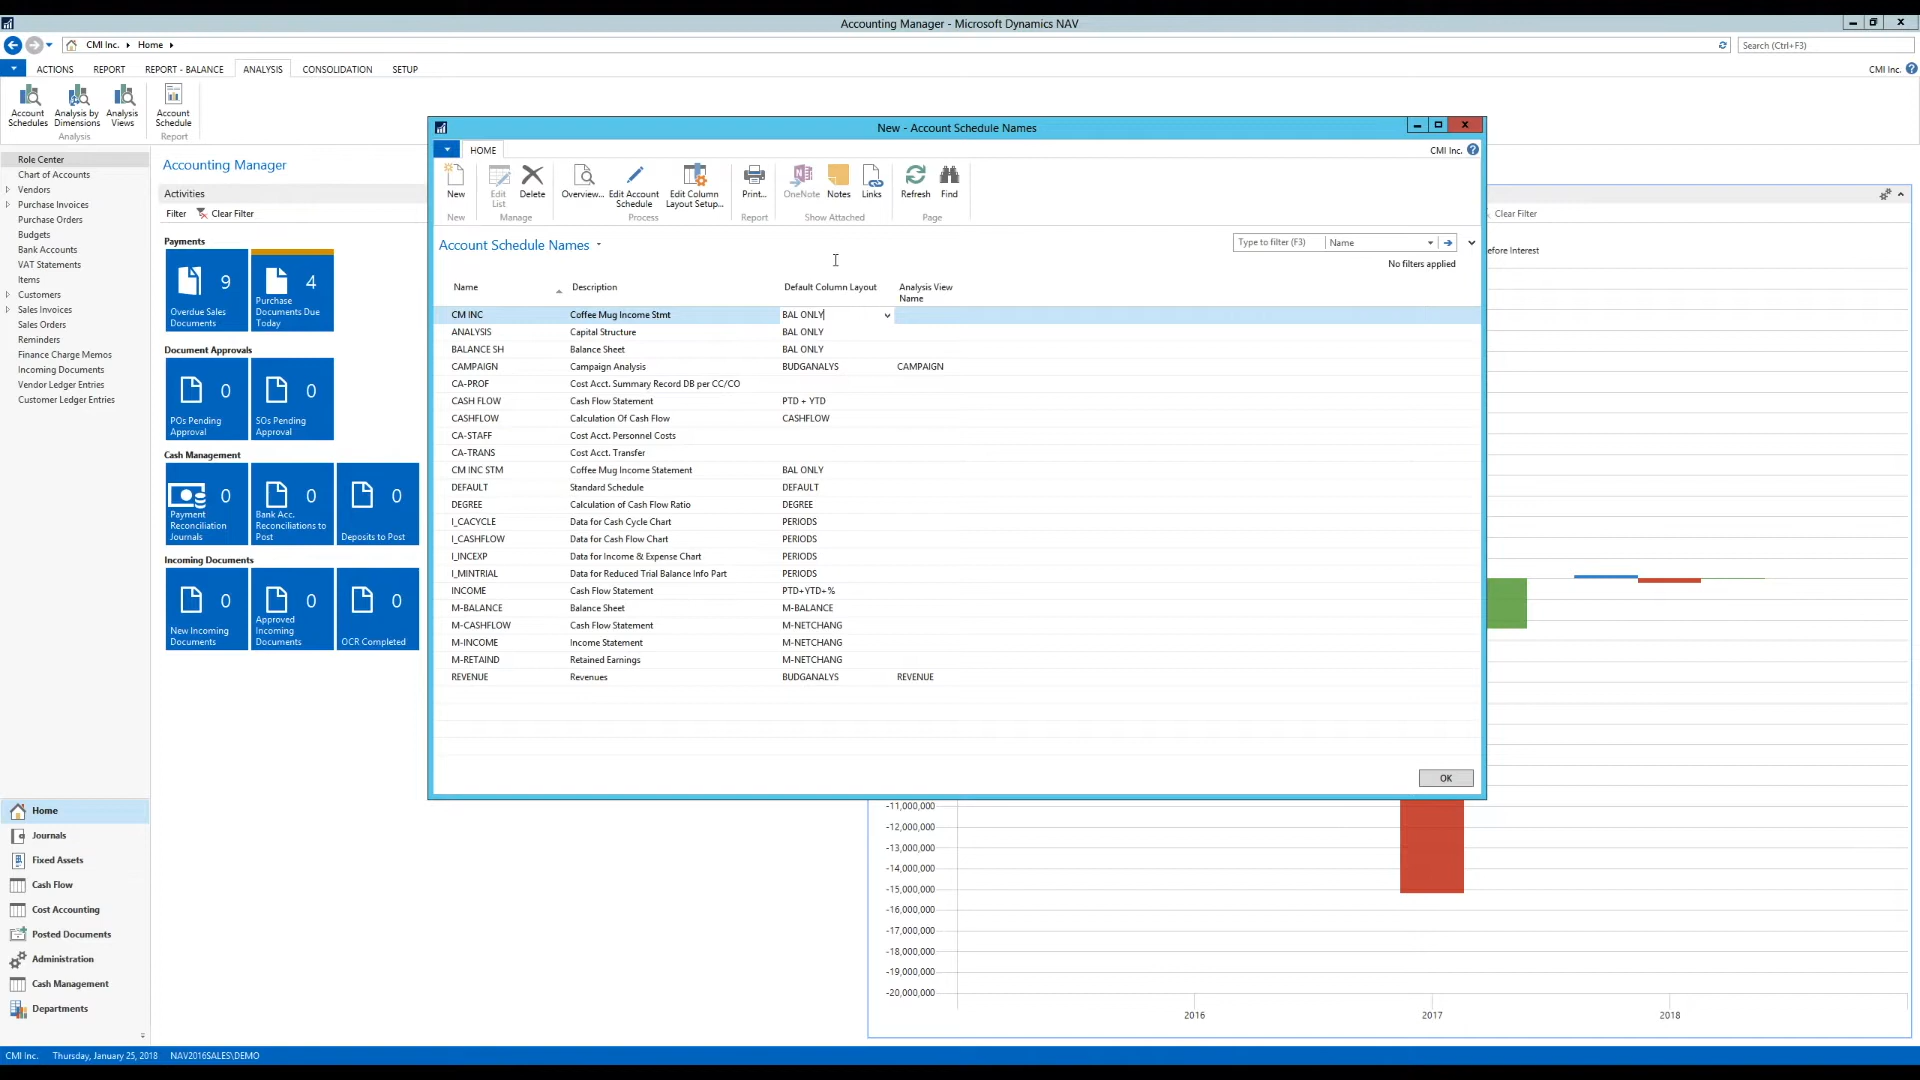 Accounting Manager - Microsoft Dynamics NAV
CMI Inc. Home
Search (Ctrl+F3)
ACTIONS REPORT REPORT - BALANCE ANALYSIS CONSOLIDATION SETUP
CMI Inc.
Account Schedules
Analysis by Dimensions
Analysis Views
Account Schedule
Analysis
Report
Role Center
Chart of Accounts
Vendors
Purchase Invoices
Purchase Orders
Budgets
Bank Accounts
VAT Statements
Items
Customers
Sales Invoices
Sales Orders
Reminders
Finance Charge Memos
Incoming Documents
Vendor Ledger Entries
Customer Ledger Entries
Home
Journals
Fixed Assets
Cash Flow
Cost Accounting
Posted Documents
Administration
Cash Management
Departments
Accounting Manager
Activities
Filter Clear Filter
Payments
9
Overdue Sales Documents
4
Purchase Documents Due Today
Document Approvals
0
POs Pending Approval
0
SOs Pending Approval
Cash Management
0
Payment Reconciliation Journals
0
Bank Acc. Reconciliations to Post
0
Deposits to Post
Incoming Documents
0
New Incoming Documents
0
Approved Incoming Documents
0
OCR Completed
New - Account Schedule Names
HOME
CMI Inc.
New
Edit List
Delete
Overview...
Edit Account Schedule
Edit Column Layout Setup...
Print...
OneNote
Notes
Links
Refresh
Find
New Manage Process Report Show Attached Page
Account Schedule Names
Type to filter (F3) Name
No filters applied
Name Description Default Column Layout Analysis View Name
CM INC Coffee Mug Income Stmt BAL ONLY
ANALYSIS Capital Structure BAL ONLY
BALANCE SH Balance Sheet BAL ONLY
CAMPAIGN Campaign Analysis BUDGANALYS CAMPAIGN
CA-PROF Cost Acct. Summary Record DB per CC/CO
CASH FLOW Cash Flow Statement PTD + YTD
CASHFLOW Calculation Of Cash Flow CASHFLOW
CA-STAFF Cost Acct. Personnel Costs
CA-TRANS Cost Acct. Transfer
CM INC STM Coffee Mug Income Statement BAL ONLY
DEFAULT Standard Schedule DEFAULT
DEGREE Calculation of Cash Flow Ratio DEGREE
I_CACYCLE Data for Cash Cycle Chart PERIODS
I_CASHFLOW Data for Cash Flow Chart PERIODS
I_INCEXP Data for Income & Expense Chart PERIODS
I_MINTRIAL Data for Reduced Trial Balance Info Part PERIODS
INCOME Cash Flow Statement PTD+YTD+%
M-BALANCE Balance Sheet M-BALANCE
M-CASHFLOW Cash Flow Statement M-NETCHANG
M-INCOME Income Statement M-NETCHANG
M-RETAIND Retained Earnings M-NETCHANG
REVENUE Revenues BUDGANALYS REVENUE
OK
Clear Filter
efore Interest
-11,000,000
-12,000,000
-13,000,000
-14,000,000
-15,000,000
-16,000,000
-17,000,000
-18,000,000
-19,000,000
-20,000,000
2016 2017 2018
CMI Inc. Thursday, January 25, 2018 NAV2016SALES\DEMO